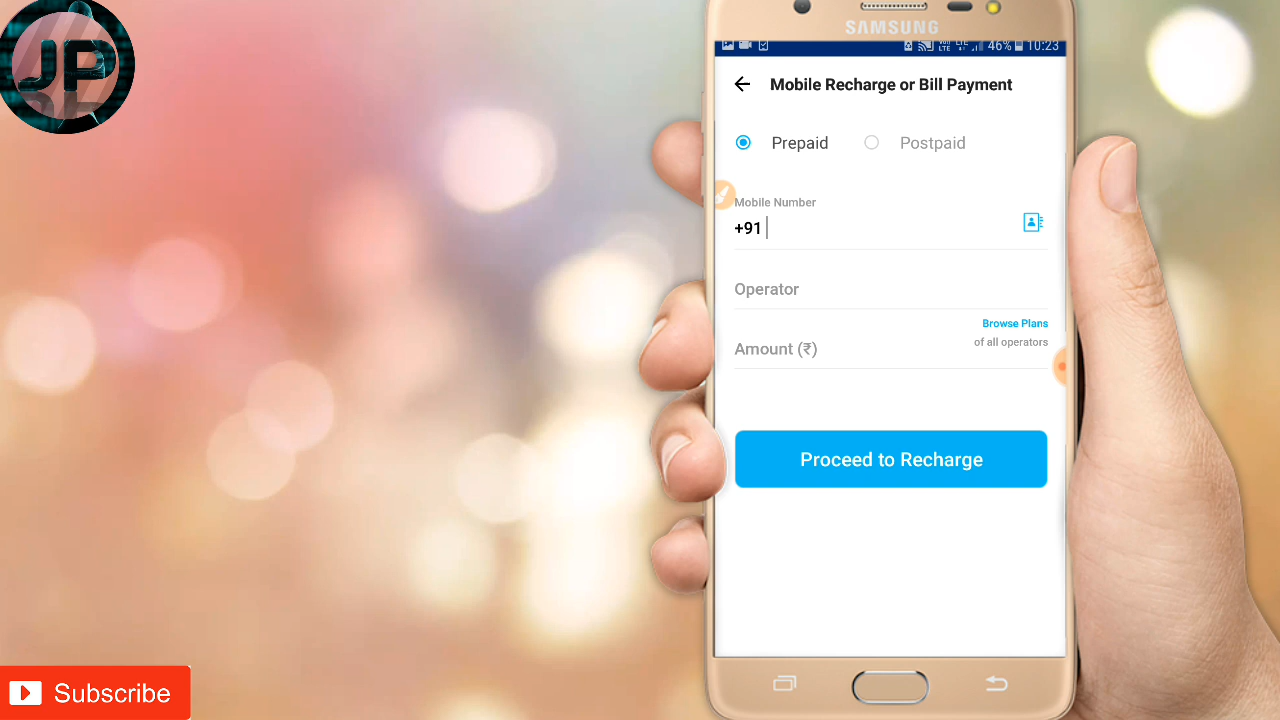 JP
SAMSUNG
46% 10:23
Mobile Recharge or Bill Payment
Prepaid Postpaid
Mobile Number
+91
Operator
Browse Plans
of all operators
Amount (₹)
Proceed to Recharge
Subscribe